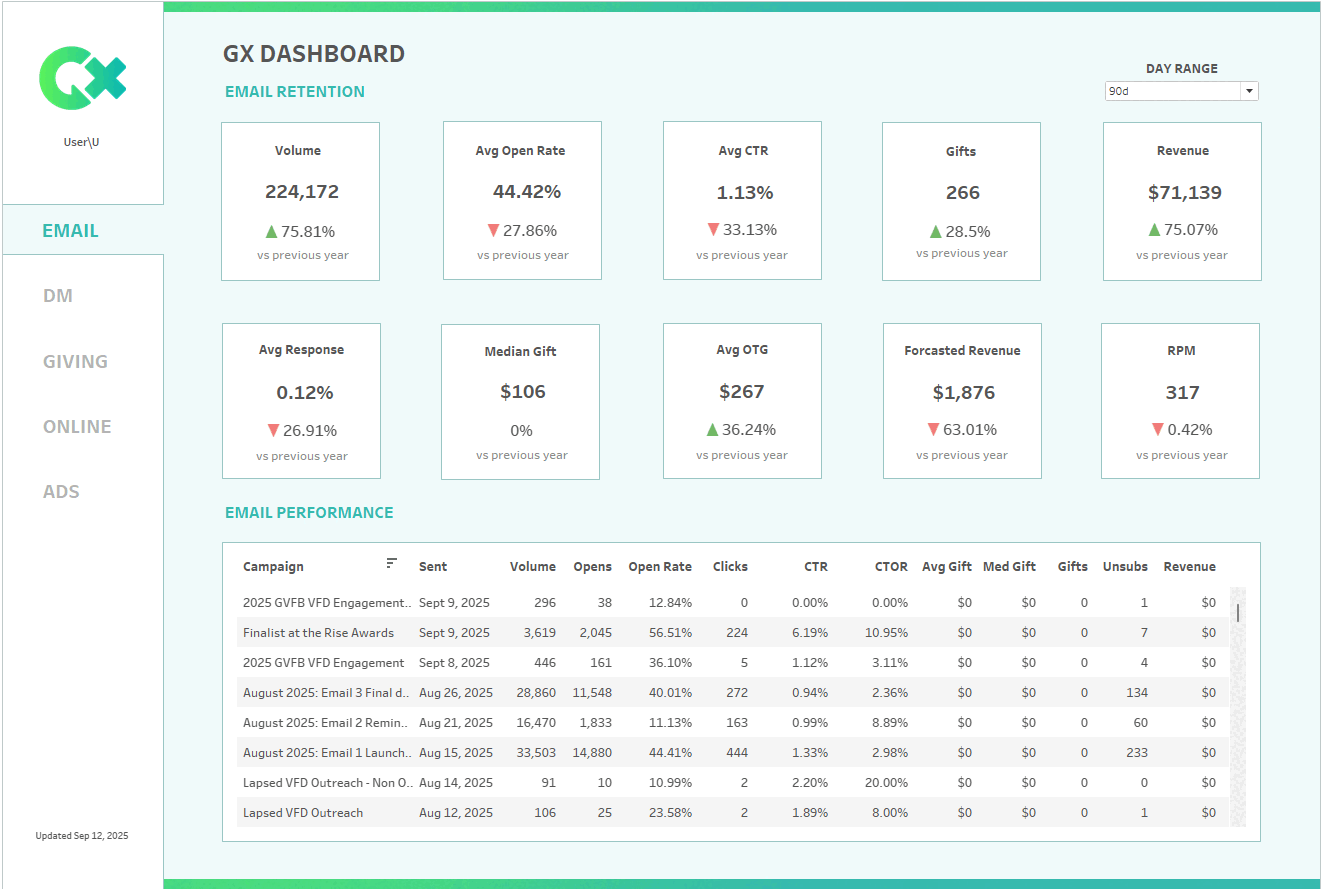 GX
User\U
EMAIL
DM
GIVING
ONLINE
ADS
Updated Sep 12, 2025
GX DASHBOARD
EMAIL RETENTION
DAY RANGE
90d
Volume
224,172
▲ 75.81%
vs previous year
Avg Open Rate
44.42%
▼ 27.86%
vs previous year
Avg CTR
1.13%
▼ 33.13%
vs previous year
Gifts
266
▲ 28.5%
vs previous year
Revenue
$71,139
▲ 75.07%
vs previous year
Avg Response
0.12%
▼ 26.91%
vs previous year
Median Gift
$106
0%
vs previous year
Avg OTG
$267
▲ 36.24%
vs previous year
Forcasted Revenue
$1,876
▼ 63.01%
vs previous year
RPM
317
▼ 0.42%
vs previous year
EMAIL PERFORMANCE
Campaign Sent Volume Opens Open Rate Clicks CTR CTOR Avg Gift Med Gift Gifts Unsubs Revenue
2025 GVFB VFD Engagement.. Sept 9, 2025 296 38 12.84% 0 0.00% 0.00% $0 $0 0 1 $0
Finalist at the Rise Awards Sept 9, 2025 3,619 2,045 56.51% 224 6.19% 10.95% $0 $0 0 7 $0
2025 GVFB VFD Engagement Sept 8, 2025 446 161 36.10% 5 1.12% 3.11% $0 $0 0 4 $0
August 2025: Email 3 Final d.. Aug 26, 2025 28,860 11,548 40.01% 272 0.94% 2.36% $0 $0 0 134 $0
August 2025: Email 2 Remin.. Aug 21, 2025 16,470 1,833 11.13% 163 0.99% 8.89% $0 $0 0 60 $0
August 2025: Email 1 Launch.. Aug 15, 2025 33,503 14,880 44.41% 444 1.33% 2.98% $0 $0 0 233 $0
Lapsed VFD Outreach - Non O.. Aug 14, 2025 91 10 10.99% 2 2.20% 20.00% $0 $0 0 0 $0
Lapsed VFD Outreach Aug 12, 2025 106 25 23.58% 2 1.89% 8.00% $0 $0 0 1 $0